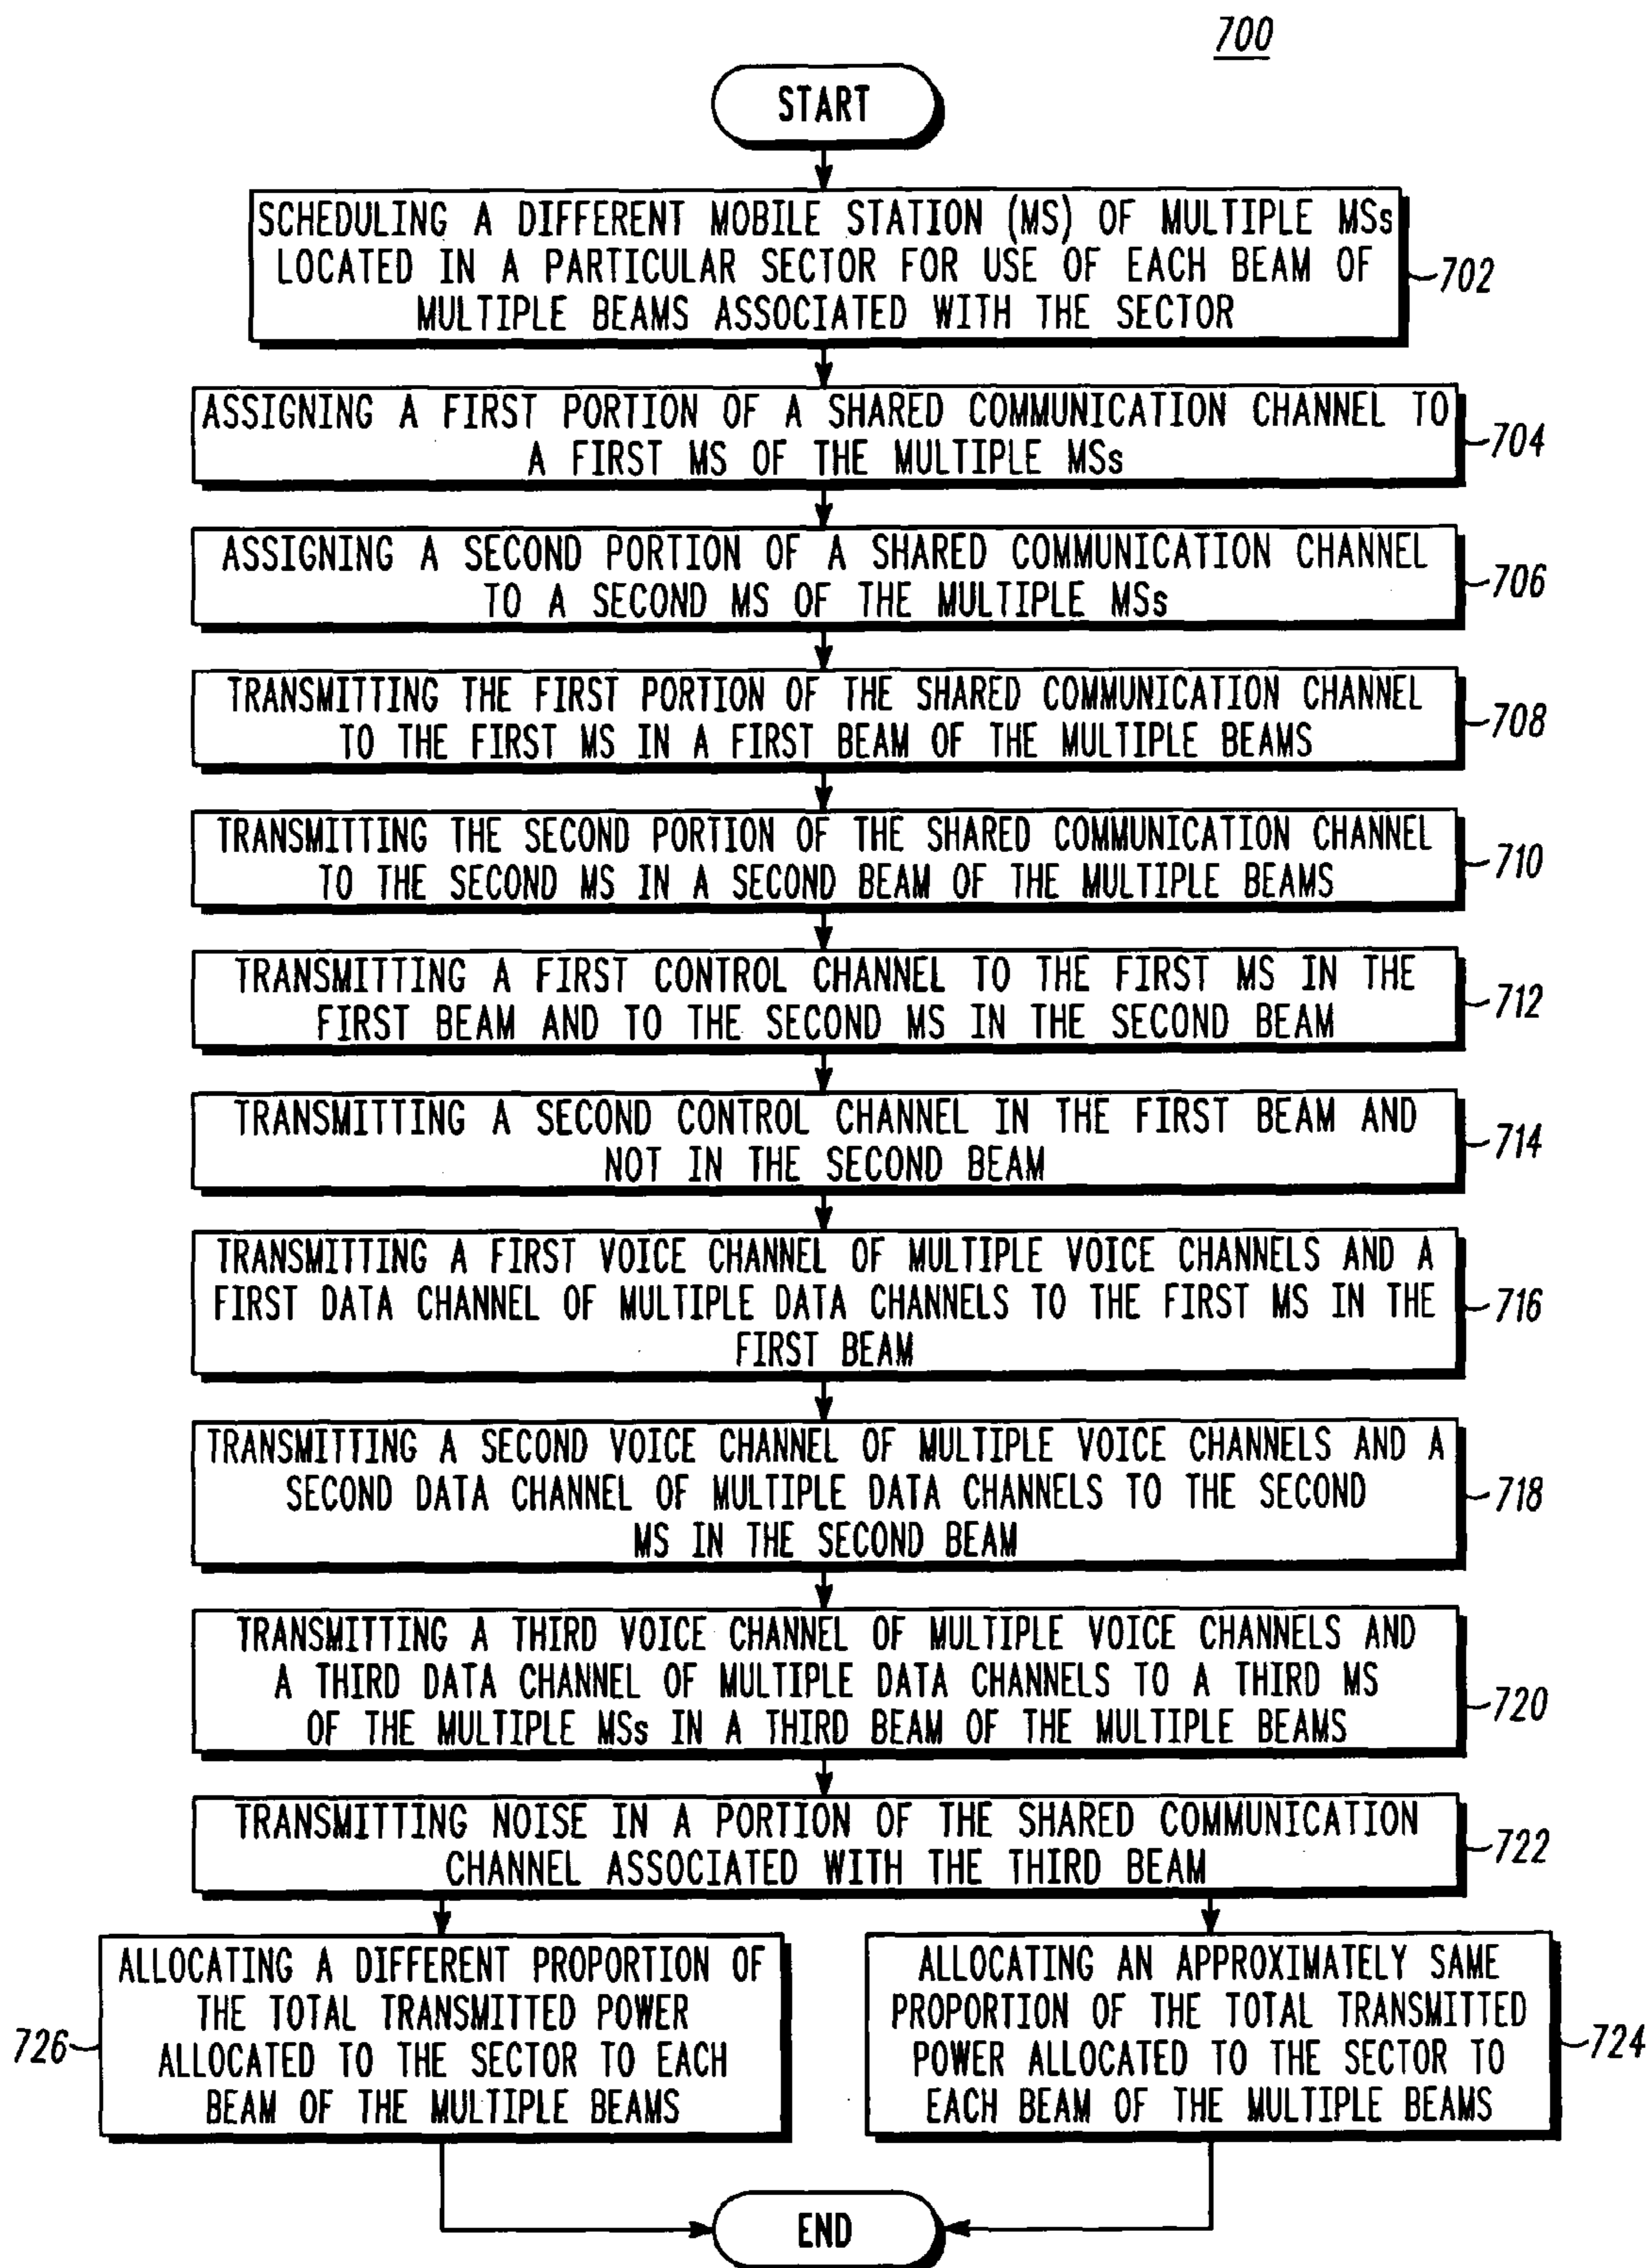 700
START
SCHEDULING A DIFFERENT MOBILE STATION (MS) OF MULTIPLE MSs
LOCATED IN A PARTICULAR SECTOR FOR USE OF EACH BEAM OF
MULTIPLE BEAMS ASSOCIATED WITH THE SECTOR
702
ASSIGNING A FIRST PORTION OF A SHARED COMMUNICATION CHANNEL TO
A FIRST MS OF THE MULTIPLE MSs
704
ASSIGNING A SECOND PORTION OF A SHARED COMMUNICATION CHANNEL
TO A SECOND MS OF THE MULTIPLE MSs
706
TRANSMITTING THE FIRST PORTION OF THE SHARED COMMUNICATION CHANNEL
TO THE FIRST MS IN A FIRST BEAM OF THE MULTIPLE BEAMS
708
TRANSMITTING THE SECOND PORTION OF THE SHARED COMMUNICATION CHANNEL
TO THE SECOND MS IN A SECOND BEAM OF THE MULTIPLE BEAMS
710
TRANSMITTING A FIRST CONTROL CHANNEL TO THE FIRST MS IN THE
FIRST BEAM AND TO THE SECOND MS IN THE SECOND BEAM
712
TRANSMITTING A SECOND CONTROL CHANNEL IN THE FIRST BEAM AND
NOT IN THE SECOND BEAM
714
TRANSMITTING A FIRST VOICE CHANNEL OF MULTIPLE VOICE CHANNELS AND A
FIRST DATA CHANNEL OF MULTIPLE DATA CHANNELS TO THE FIRST MS IN THE
FIRST BEAM
716
TRANSMITTING A SECOND VOICE CHANNEL OF MULTIPLE VOICE CHANNELS AND A
SECOND DATA CHANNEL OF MULTIPLE DATA CHANNELS TO THE SECOND
MS IN THE SECOND BEAM
718
TRANSMITTING A THIRD VOICE CHANNEL OF MULTIPLE VOICE CHANNELS AND
A THIRD DATA CHANNEL OF MULTIPLE DATA CHANNELS TO A THIRD MS
OF THE MULTIPLE MSs IN A THIRD BEAM OF THE MULTIPLE BEAMS
720
TRANSMITTING NOISE IN A PORTION OF THE SHARED COMMUNICATION
CHANNEL ASSOCIATED WITH THE THIRD BEAM
722
ALLOCATING A DIFFERENT PROPORTION OF
THE TOTAL TRANSMITTED POWER
ALLOCATED TO THE SECTOR TO EACH
BEAM OF THE MULTIPLE BEAMS
726
ALLOCATING AN APPROXIMATELY SAME
PROPORTION OF THE TOTAL TRANSMITTED
POWER ALLOCATED TO THE SECTOR TO
EACH BEAM OF THE MULTIPLE BEAMS
724
END